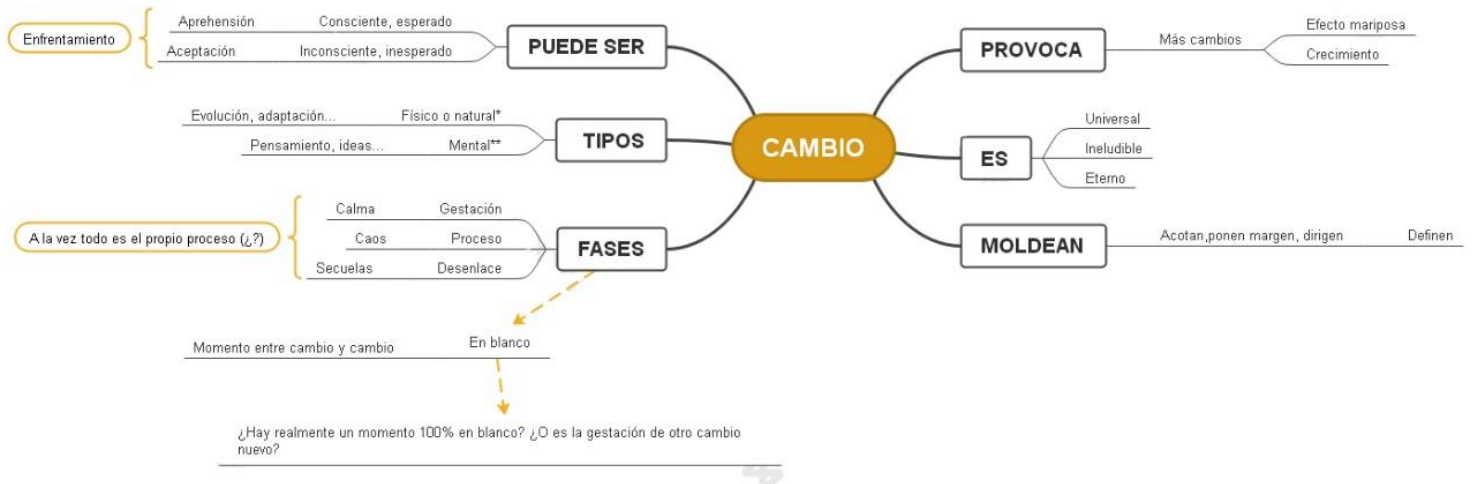 CAMBIO
PUEDE SER
Consciente, esperado
Aprehensión
Inconsciente, inesperado
Aceptación
Enfrentamiento
TIPOS
Físico o natural*
Evolución, adaptación...
Mental**
Pensamiento, ideas...
FASES
Gestación
Calma
Proceso
Caos
Desenlace
Secuelas
A la vez todo es el propio proceso (¿?)
En blanco
Momento entre cambio y cambio
¿Hay realmente un momento 100% en blanco? ¿O es la gestación de otro cambio
nuevo?
PROVOCA
Más cambios
Efecto mariposa
Crecimiento
ES
Universal
Ineludible
Eterno
MOLDEAN
Acotan,ponen margen, dirigen
Definen